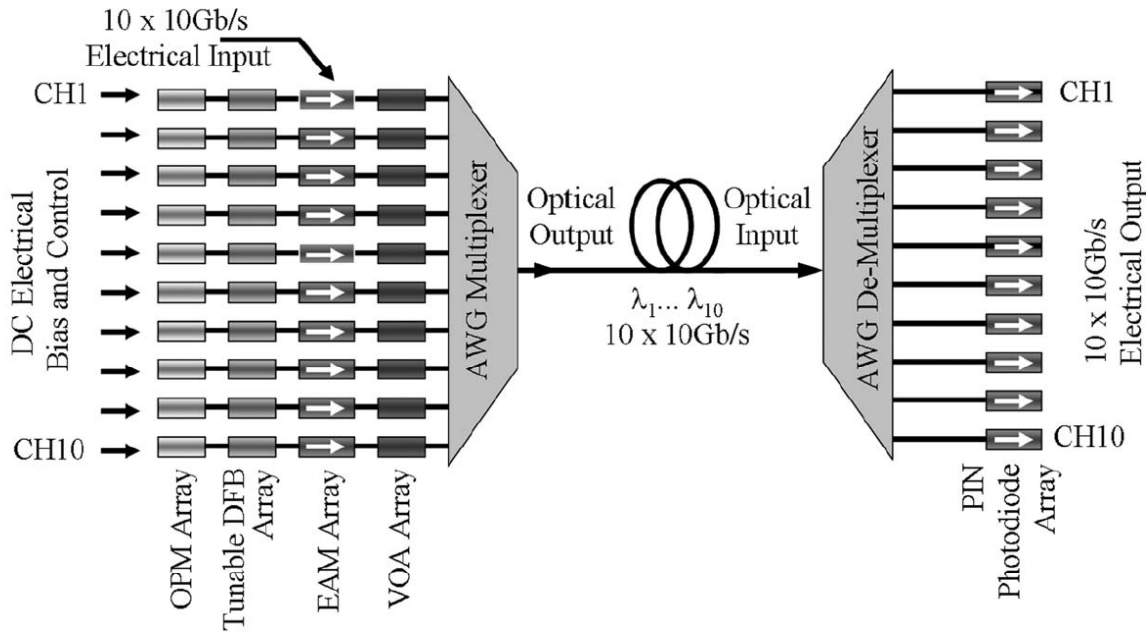 10 x 10Gb/s
Electrical Input
CH1
DC Electrical
Bias and Control
CH10
OPM Array
Tunable DFB
Array
EAM Array
VOA Array
AWG Multiplexer
Optical
Output
Optical
Input
λ1... λ10
10 x 10Gb/s
AWG De-Multiplexer
CH1
10 x 10Gb/s
Electrical Output
CH10
PIN
Photodiode
Array